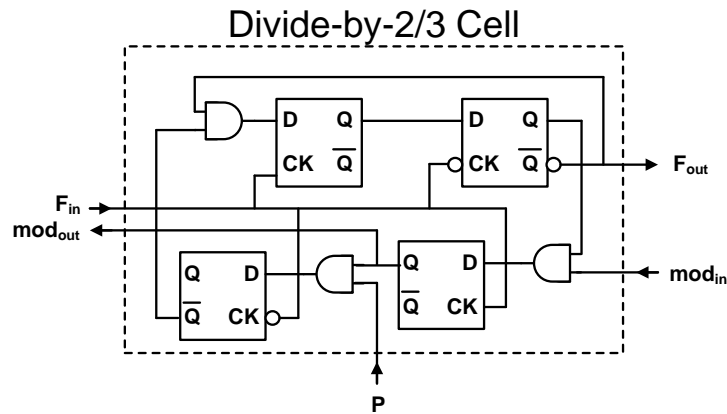 Divide-by-2/3 Cell
D Q
CK Q
D Q
CK Q
F_in
F_out
mod_out
mod_in
Q D
Q CK
Q D
Q CK
P